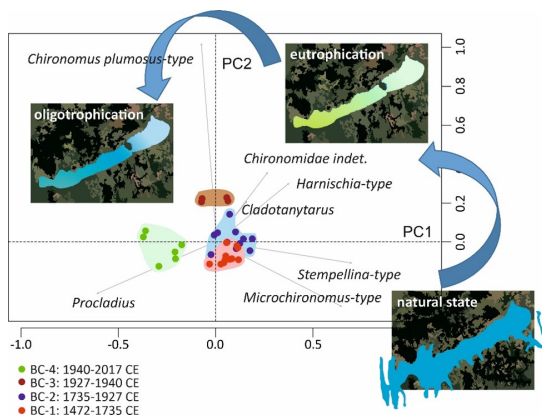 Chironomus plumosus-type
PC2
eutrophication
oligotrophication
Chironomidae indet.
Harnischia-type
Cladotanytarus
PC1
Stempellina-type
Procladius
Microchironomus-type
natural state
1.0
0.8
0.6
0.4
0.2
0.0
-1.0
-0.5
0.0
0.5
BC-4: 1940-2017 CE
BC-3: 1927-1940 CE
BC-2: 1735-1927 CE
BC-1: 1472-1735 CE